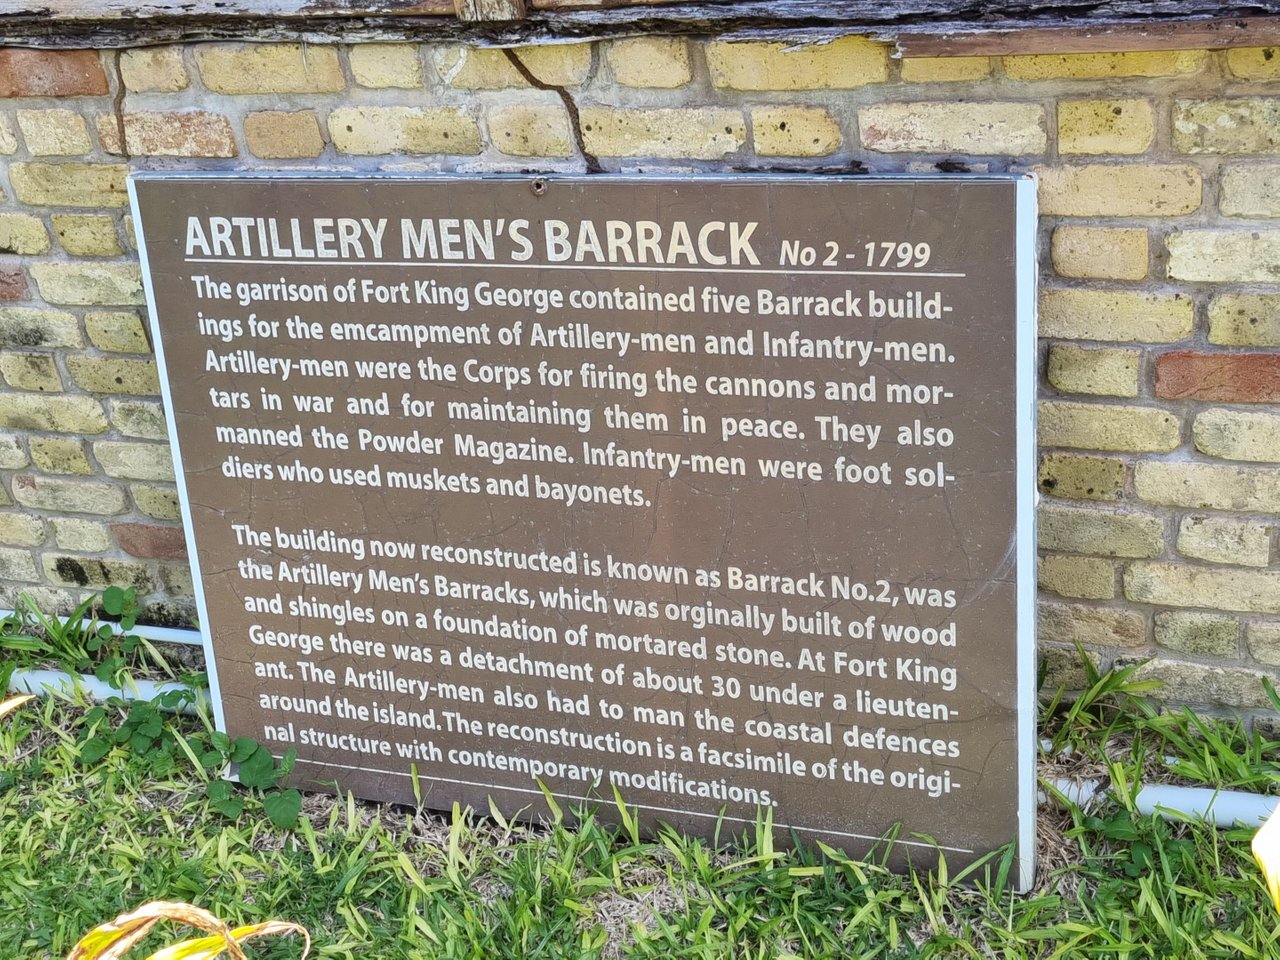 ARTILLERY MEN'S BARRACK No 2 - 1799
The garrison of Fort King George contained five Barrack build-
ings for the emcampment of Artillery-men and Infantry-men.
Artillery-men were the Corps for firing the cannons and mor-
tars in war and for maintaining them in peace. They also
manned the Powder Magazine. Infantry-men were foot sol-
diers who used muskets and bayonets.
The building now reconstructed is known as Barrack No.2, was
the Artillery Men's Barracks, which was orginally built of wood
and shingles on a foundation of mortared stone. At Fort King
George there was a detachment of about 30 under a lieuten-
ant. The Artillery-men also had to man the coastal defences
around the island. The reconstruction is a facsimile of the origi-
nal structure with contemporary modifications.